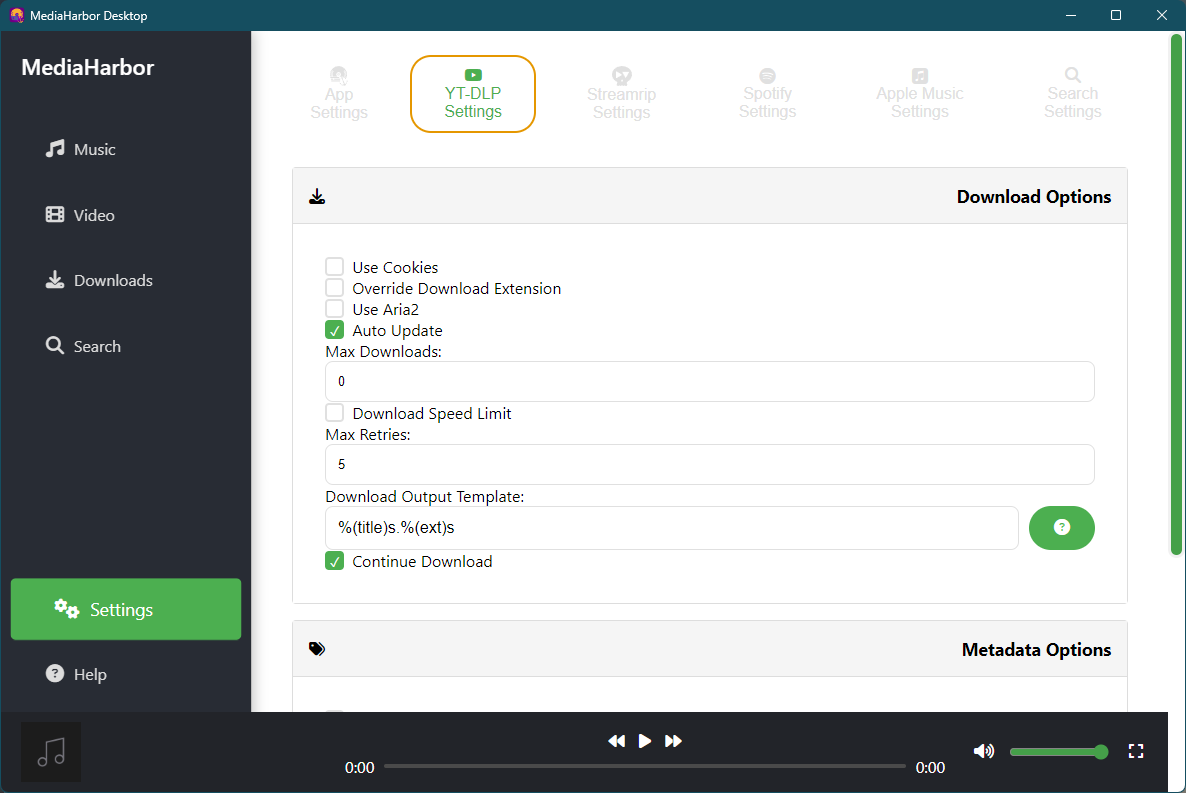 MediaHarbor Desktop
MediaHarbor
Music
Video
Downloads
Search
Settings
Help
App
Settings
YT-DLP
Settings
Streamrip
Settings
Spotify
Settings
Apple Music
Settings
Search
Settings
Download Options
Use Cookies
Override Download Extension
Use Aria2
Auto Update
Max Downloads:
0
Download Speed Limit
Max Retries:
5
Download Output Template:
%(title)s.%(ext)s
Continue Download
Metadata Options
0:00
0:00